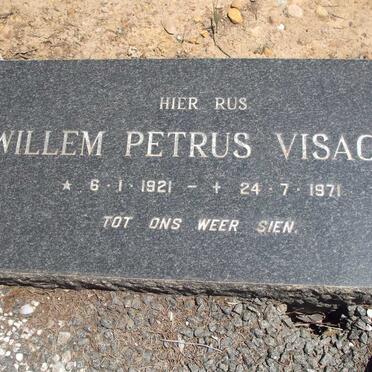 HIER RUS
WILLEM PETRUS VISAG
★ 6·1·1921 – ✝ 24·7·1971
TOT ONS WEER SIEN.